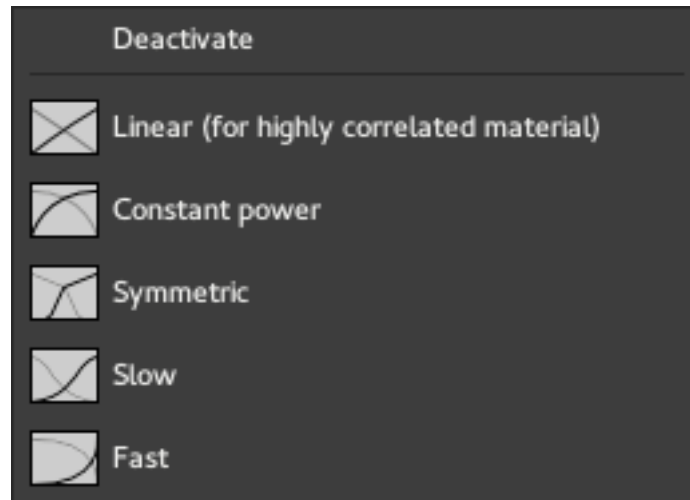 Deactivate
Linear (for highly correlated material)
Constant power
Symmetric
Slow
Fast